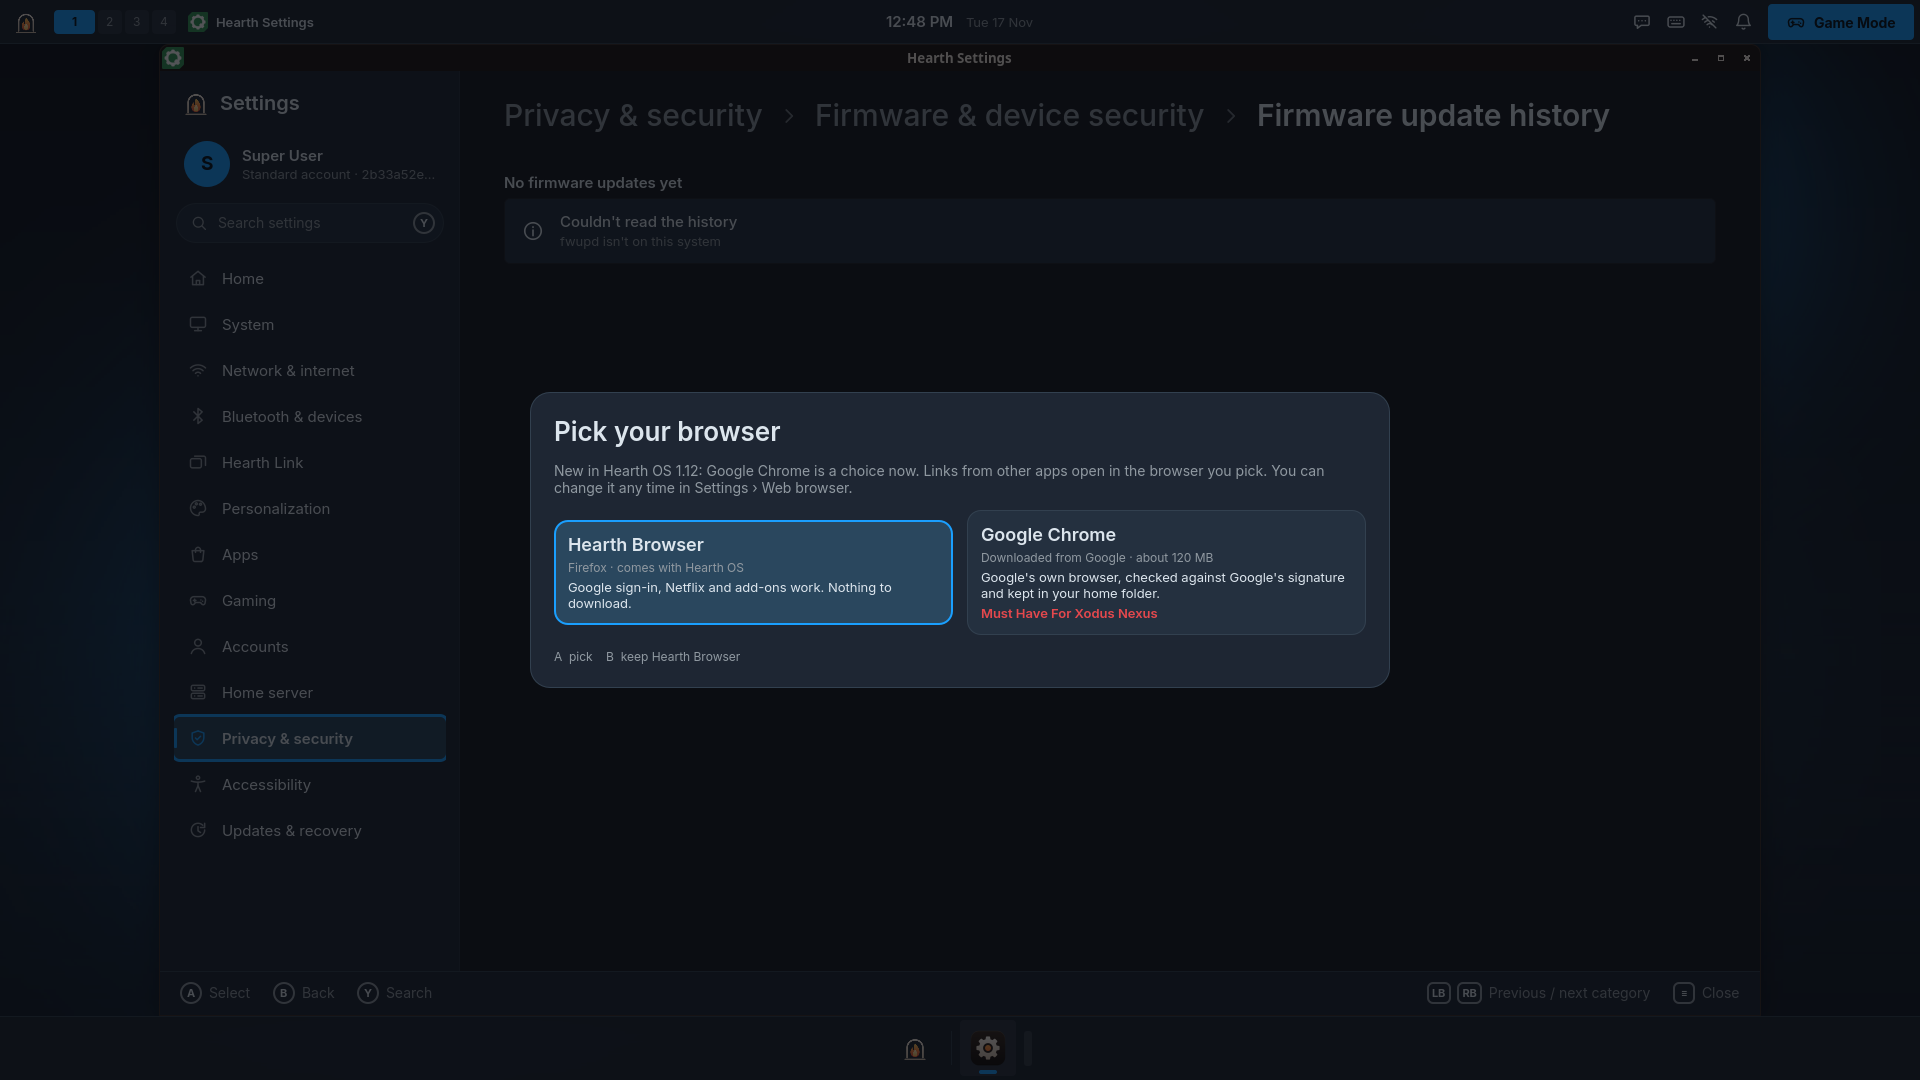 1 2 3 4 Hearth Settings 12:48 PM Tue 17 Nov Game Mode
Hearth Settings
Settings
S Super User
Standard account · 2b33a52e...
Search settings Y
Home
System
Network & internet
Bluetooth & devices
Hearth Link
Personalization
Apps
Gaming
Accounts
Home server
Privacy & security
Accessibility
Updates & recovery
Privacy & security > Firmware & device security > Firmware update history
No firmware updates yet
Couldn't read the history
fwupd isn't on this system
Pick your browser
New in Hearth OS 1.12: Google Chrome is a choice now. Links from other apps open in the browser you pick. You can
change it any time in Settings › Web browser.
Hearth Browser
Firefox · comes with Hearth OS
Google sign-in, Netflix and add-ons work. Nothing to
download.
Google Chrome
Downloaded from Google · about 120 MB
Google's own browser, checked against Google's signature
and kept in your home folder.
Must Have For Xodus Nexus
A pick B keep Hearth Browser
A Select B Back Y Search LB RB Previous / next category ≡ Close